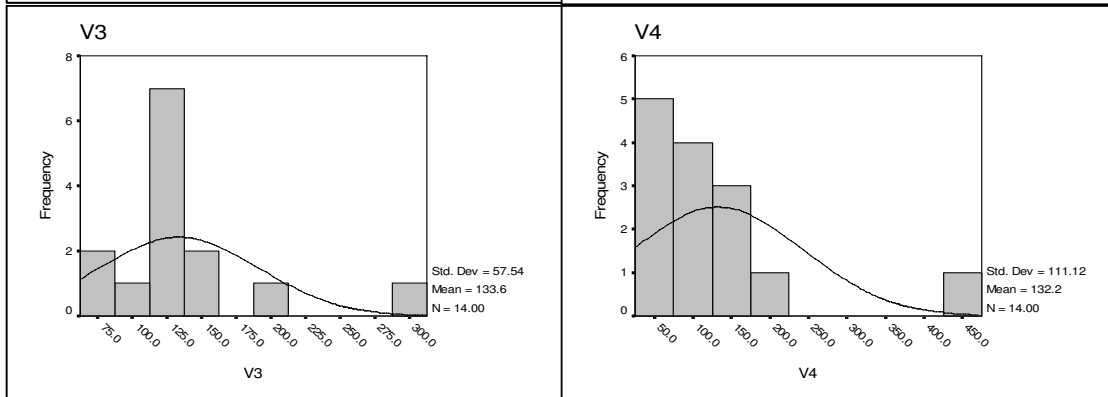 V3
8
6
4
2
0
Frequency
75.0 100.0 125.0 150.0 175.0 200.0 225.0 250.0 275.0 300.0
V3
Std. Dev = 57.54
Mean = 133.6
N = 14.00
V4
6
5
4
3
2
1
0
Frequency
50.0 100.0 150.0 200.0 250.0 300.0 350.0 400.0 450.0
V4
Std. Dev = 111.12
Mean = 132.2
N = 14.00